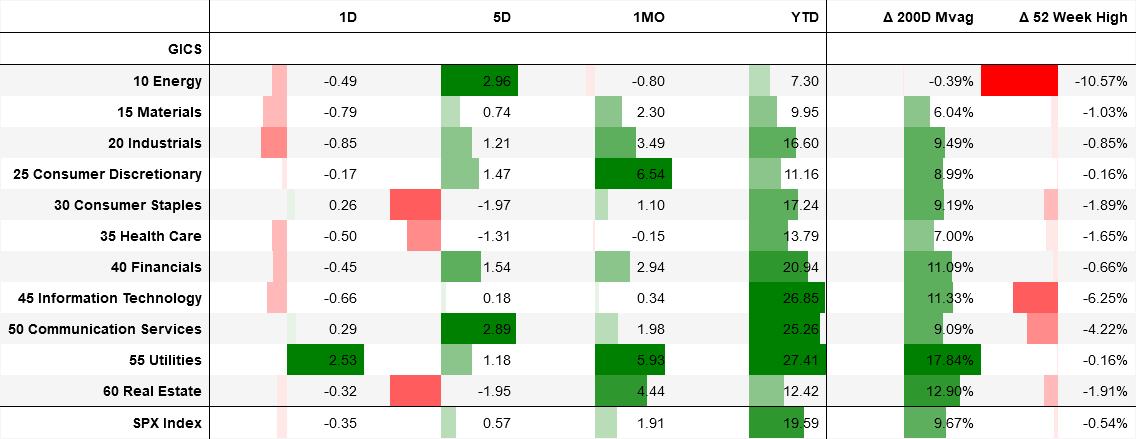 1D 5D 1MO YTD Δ 200D Mvag Δ 52 Week High
GICS
10 Energy -0.49 2.96 -0.80 7.30 -0.39% -10.57%
15 Materials -0.79 0.74 2.30 9.95 6.04% -1.03%
20 Industrials -0.85 1.21 3.49 16.60 9.49% -0.85%
25 Consumer Discretionary -0.17 1.47 6.54 11.16 8.99% -0.16%
30 Consumer Staples 0.26 -1.97 1.10 17.24 9.19% -1.89%
35 Health Care -0.50 -1.31 -0.15 13.79 7.00% -1.65%
40 Financials -0.45 1.54 2.94 20.94 11.09% -0.66%
45 Information Technology -0.66 0.18 0.34 26.85 11.33% -6.25%
50 Communication Services 0.29 2.89 1.98 25.26 9.09% -4.22%
55 Utilities 2.53 1.18 5.93 27.41 17.84% -0.16%
60 Real Estate -0.32 -1.95 4.44 12.42 12.90% -1.91%
SPX Index -0.35 0.57 1.91 19.59 9.67% -0.54%